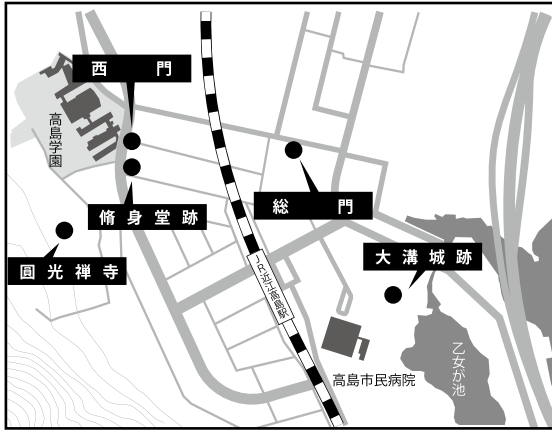 西門
高島学園
脩身堂跡
総門
圓光禅寺
大溝城跡
JR近江高島駅
乙女が池
高島市民病院